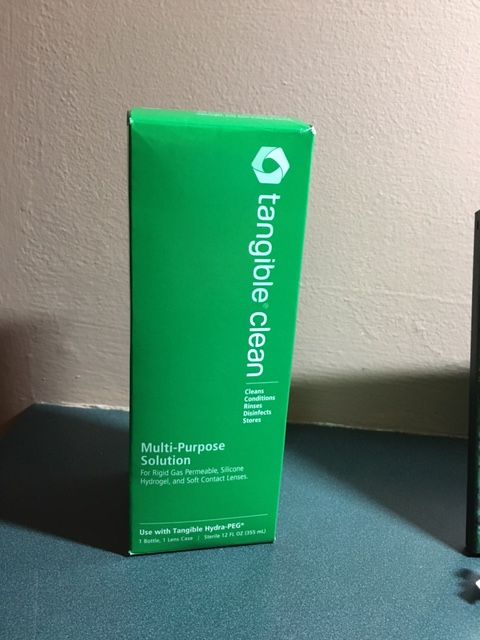 tangible® clean
Cleans
Conditions
Rinses
Disinfects
Stores
Multi-Purpose
Solution
For Rigid Gas Permeable, Silicone
Hydrogel, and Soft Contact Lenses.
Use with Tangible Hydra-PEG®
1 Bottle, 1 Lens Case | Sterile 12 FL OZ (355 mL)